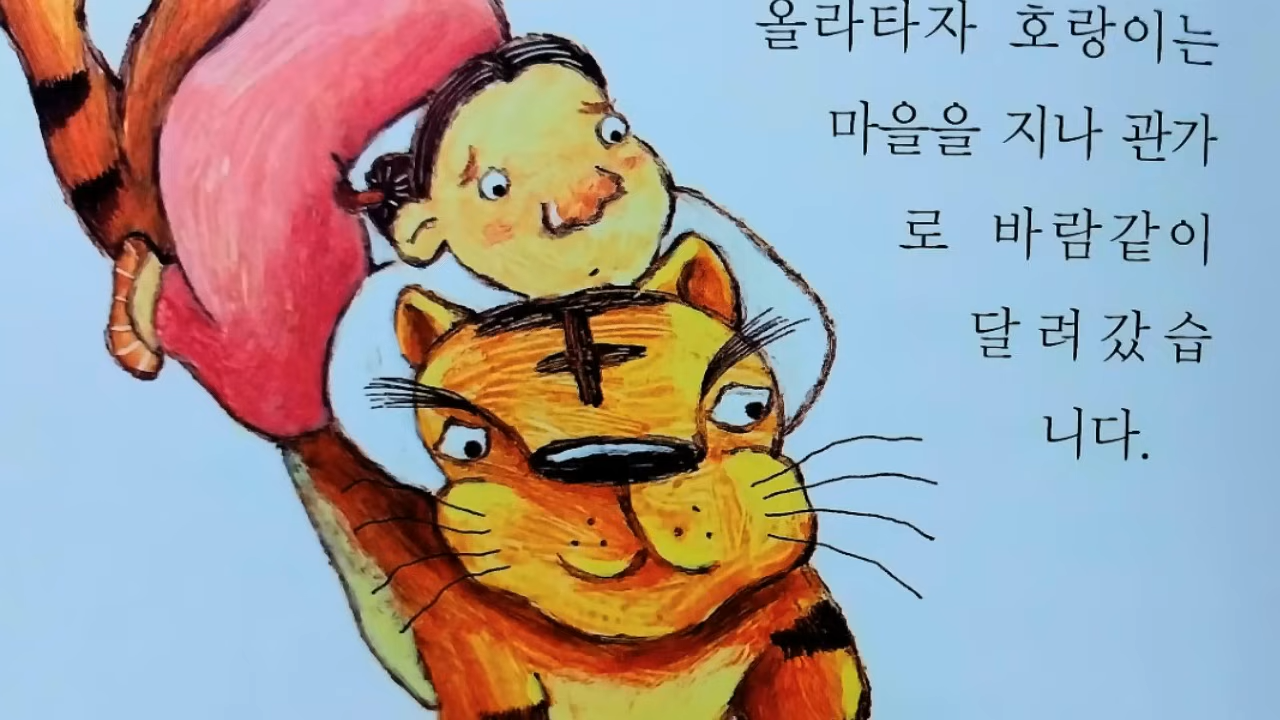 올라타자 호랑이는
마을을 지나 관가
로 바람같이
달려갔습
니다.